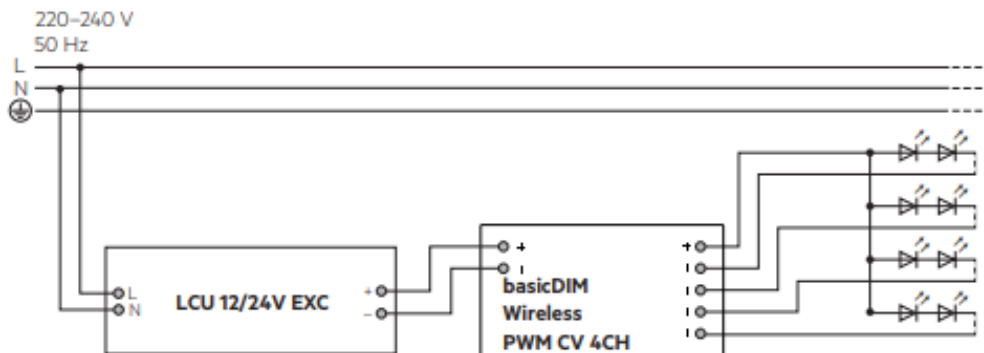 220–240 V
50 Hz
L
N
L
N
LCU 12/24V EXC
+
–
+
–
basicDIM
Wireless
PWM CV 4CH
+
–
–
–
–